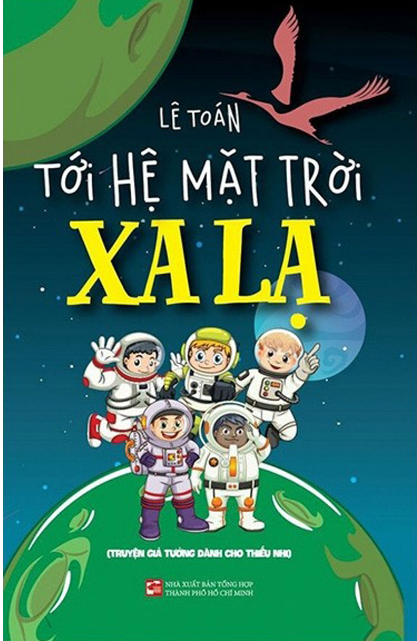 LÊ TOÁN
TỚI HỆ MẶT TRỜI
XA LẠ
(TRUYỆN GIẢ TƯỞNG DÀNH CHO THIẾU NHI)
NHÀ XUẤT BẢN TỔNG HỢP
THÀNH PHỐ HỒ CHÍ MINH